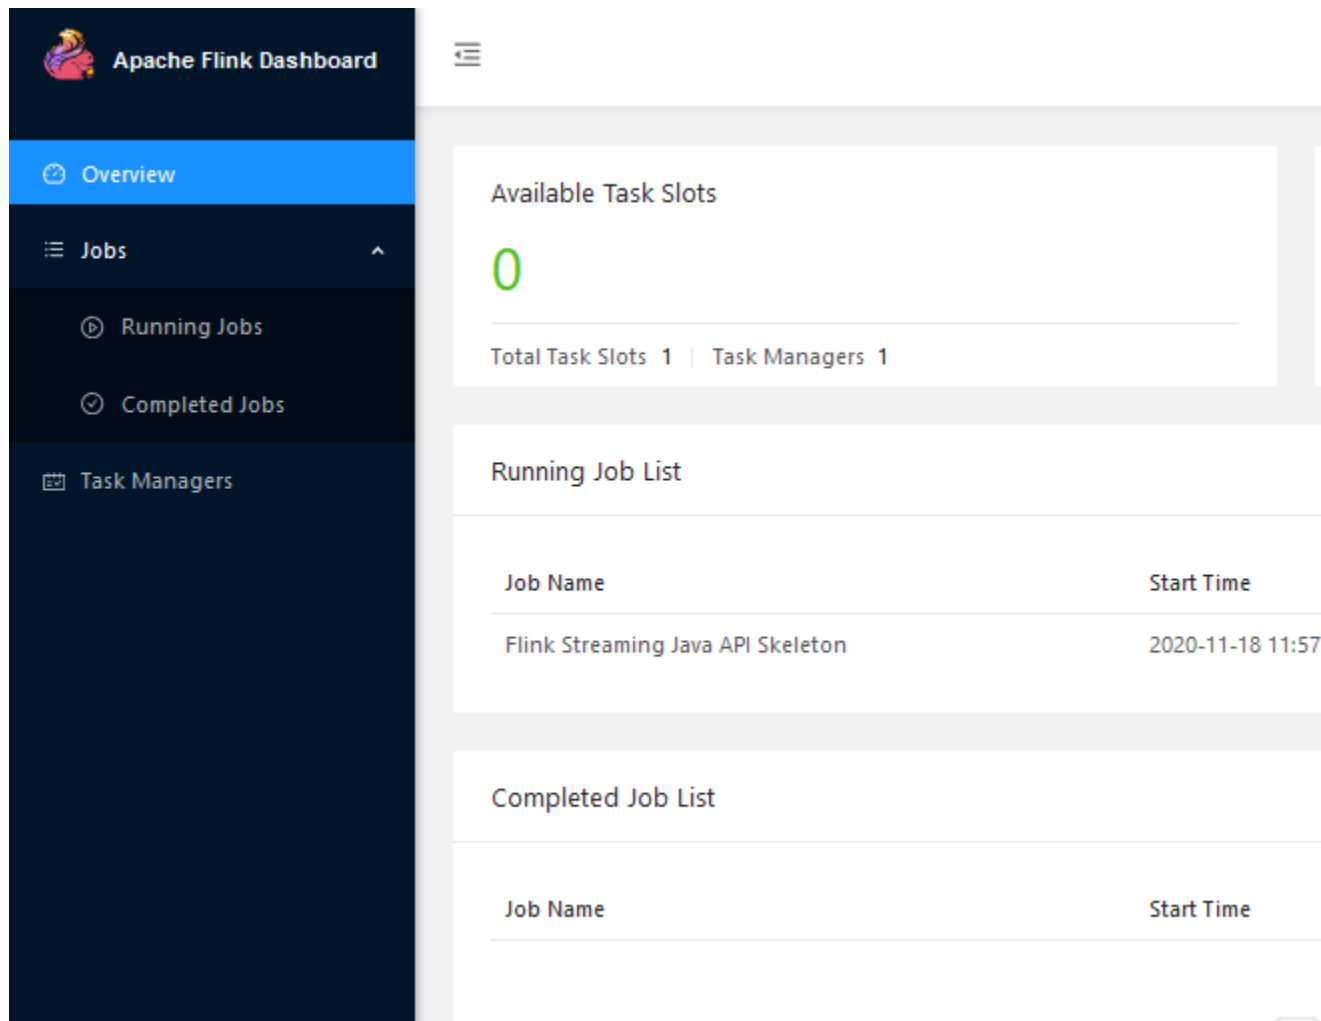 Apache Flink Dashboard
Overview
Jobs
Running Jobs
Completed Jobs
Task Managers
Available Task Slots
0
Total Task Slots 1 | Task Managers 1
Running Job List
Job Name Start Time
Flink Streaming Java API Skeleton 2020-11-18 11:57
Completed Job List
Job Name Start Time